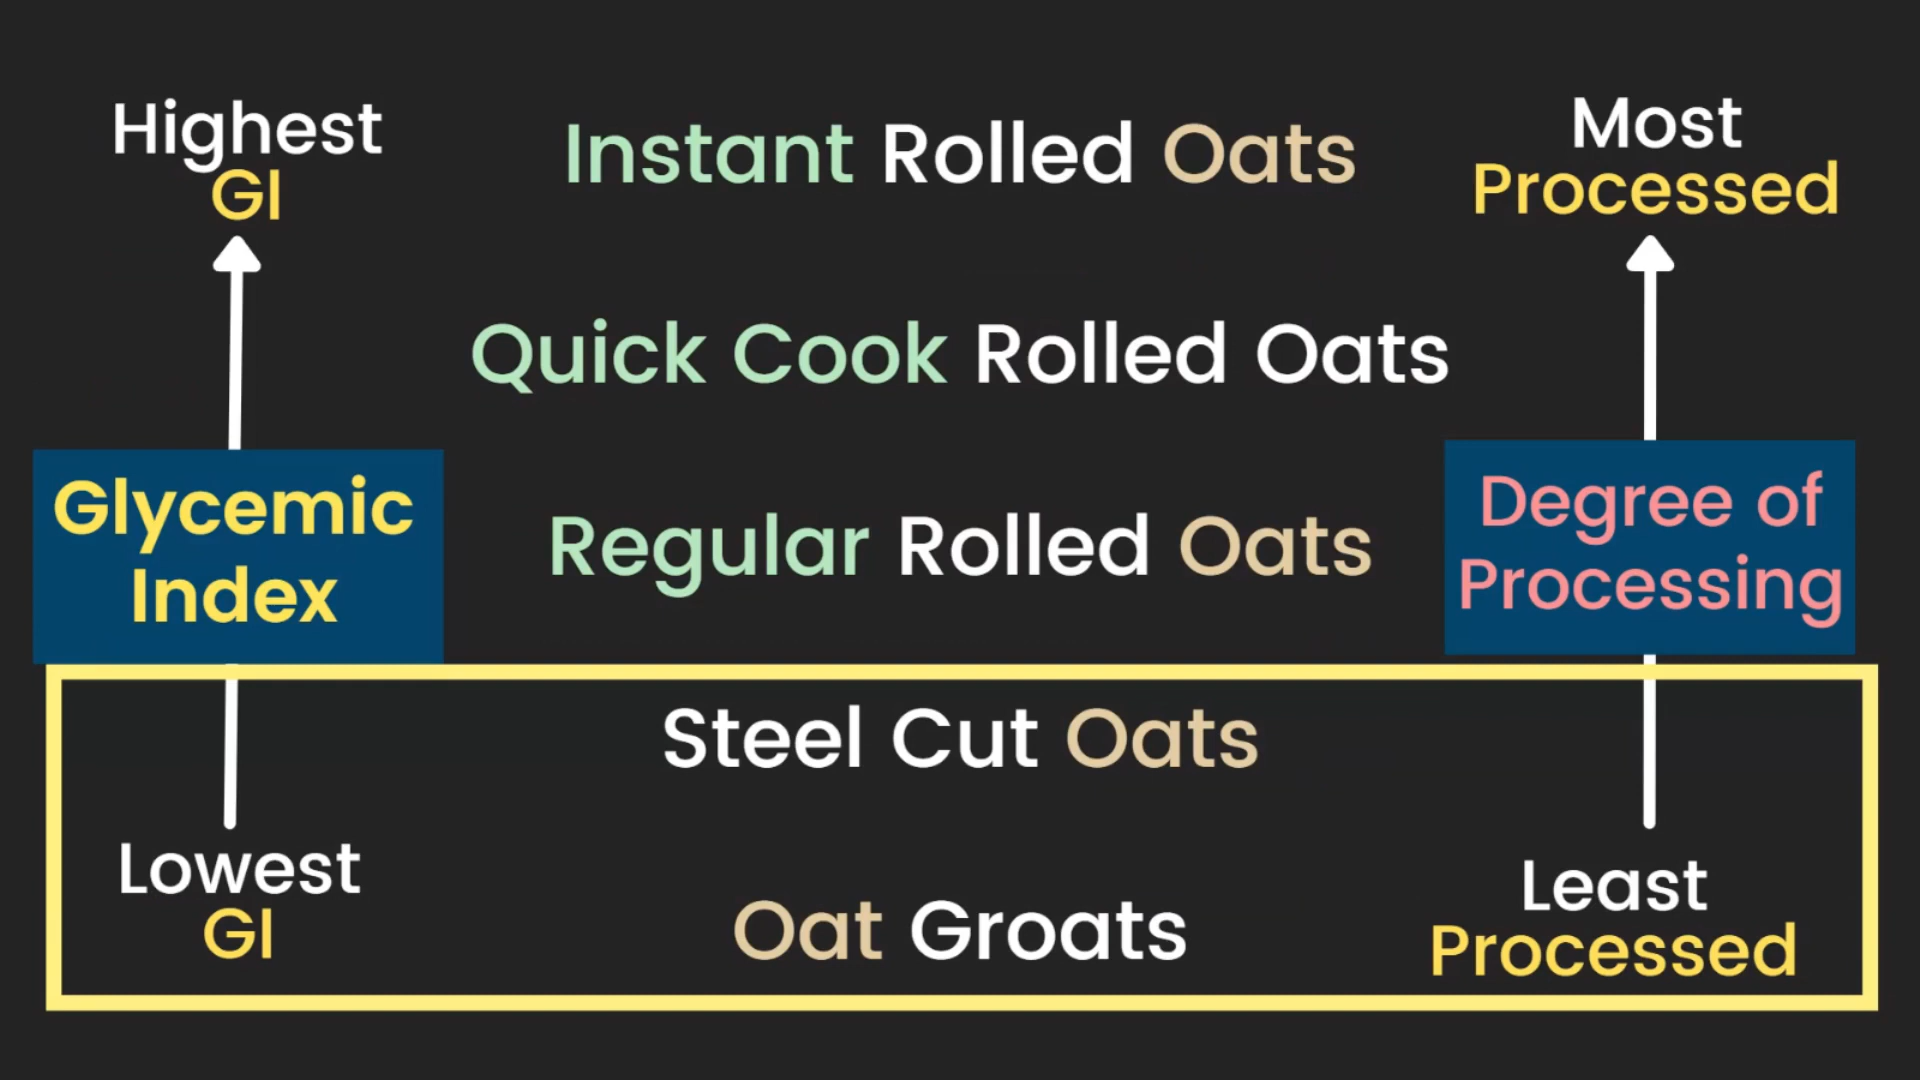 Highest
GI
Instant Rolled Oats
Most
Processed
Quick Cook Rolled Oats
Glycemic
Index
Regular Rolled Oats
Degree of
Processing
Steel Cut Oats
Lowest
GI
Oat Groats
Least
Processed